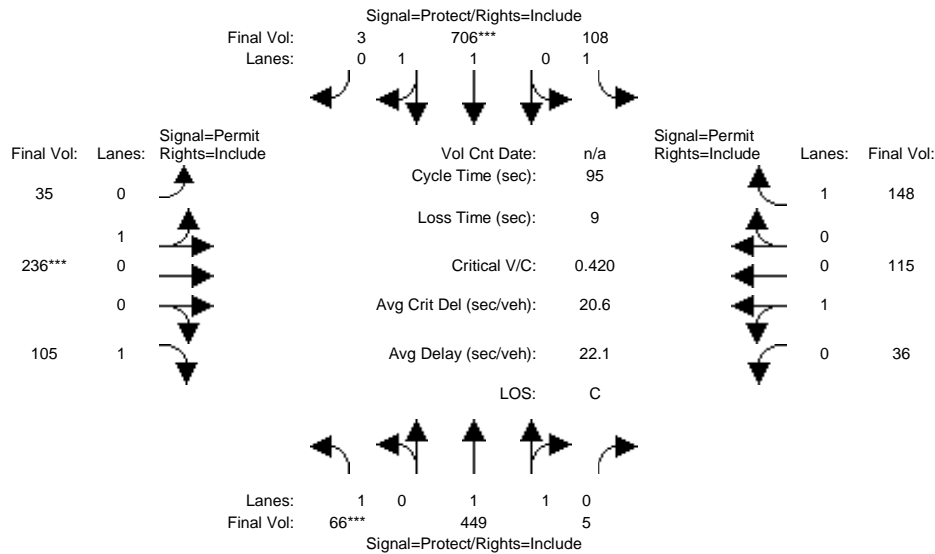 Signal=Protect/Rights=Include
Final Vol: 3 706*** 108
Lanes: 0 1 1 0 1
Signal=Permit
Final Vol: Lanes: Rights=Include
Vol Cnt Date: n/a
Signal=Permit
Rights=Include Lanes: Final Vol:
Cycle Time (sec): 95
35 0
1 148
Loss Time (sec): 9
1
0
236*** 0
Critical V/C: 0.420
0 115
0
Avg Crit Del (sec/veh): 20.6
1
105 1
Avg Delay (sec/veh): 22.1
0 36
LOS: C
Lanes: 1 0 1 1 0
Final Vol: 66*** 449 5
Signal=Protect/Rights=Include